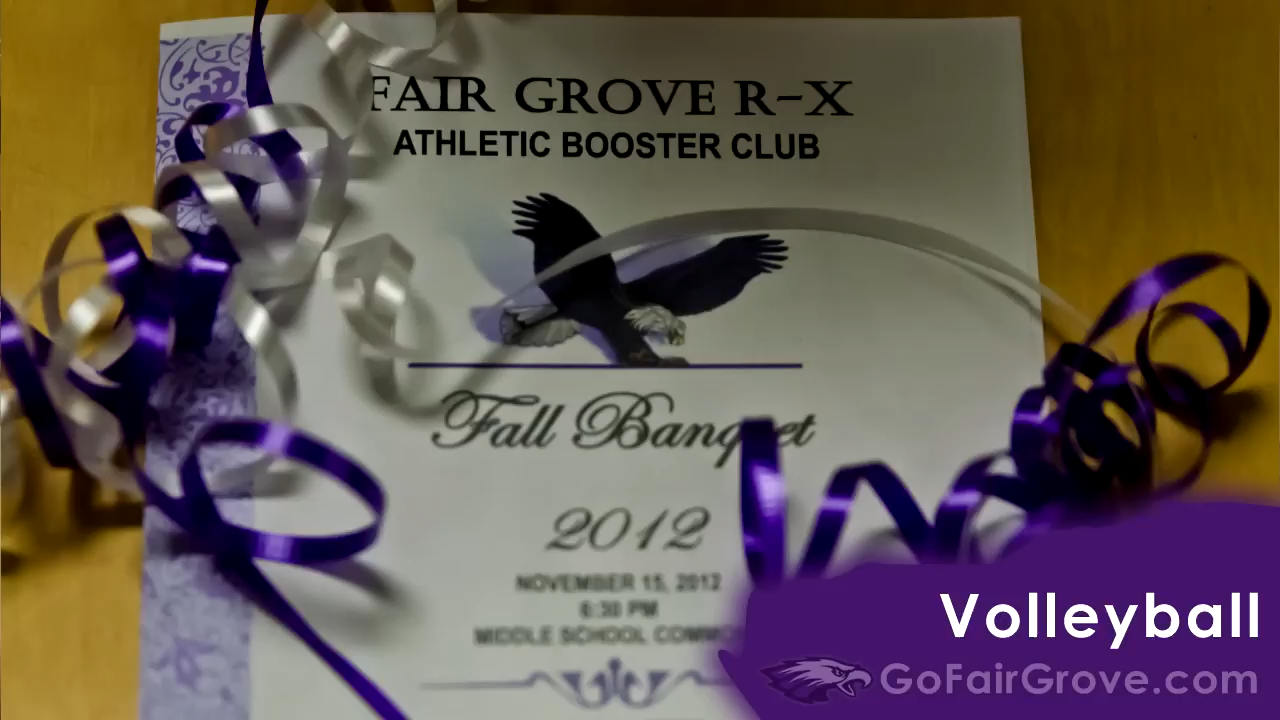 FAIR GROVE R-X
ATHLETIC BOOSTER CLUB
Fall Banquet
2012
NOVEMBER 15, 2012
6:30 PM
MIDDLE SCHOOL
Volleyball
GoFairGrove.com